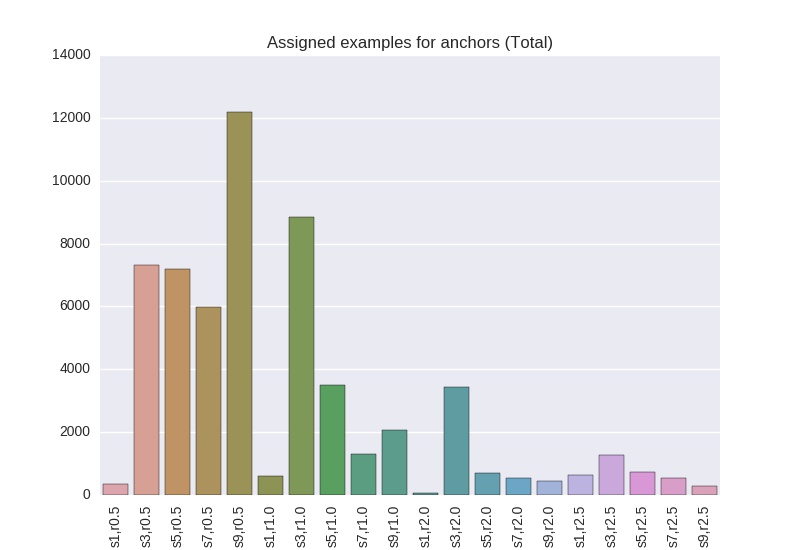 Assigned examples for anchors (Total)
14000
12000
10000
8000
6000
4000
2000
0
s1,r0.5
s3,r0.5
s5,r0.5
s7,r0.5
s9,r0.5
s1,r1.0
s3,r1.0
s5,r1.0
s7,r1.0
s9,r1.0
s1,r2.0
s3,r2.0
s5,r2.0
s7,r2.0
s9,r2.0
s1,r2.5
s3,r2.5
s5,r2.5
s7,r2.5
s9,r2.5